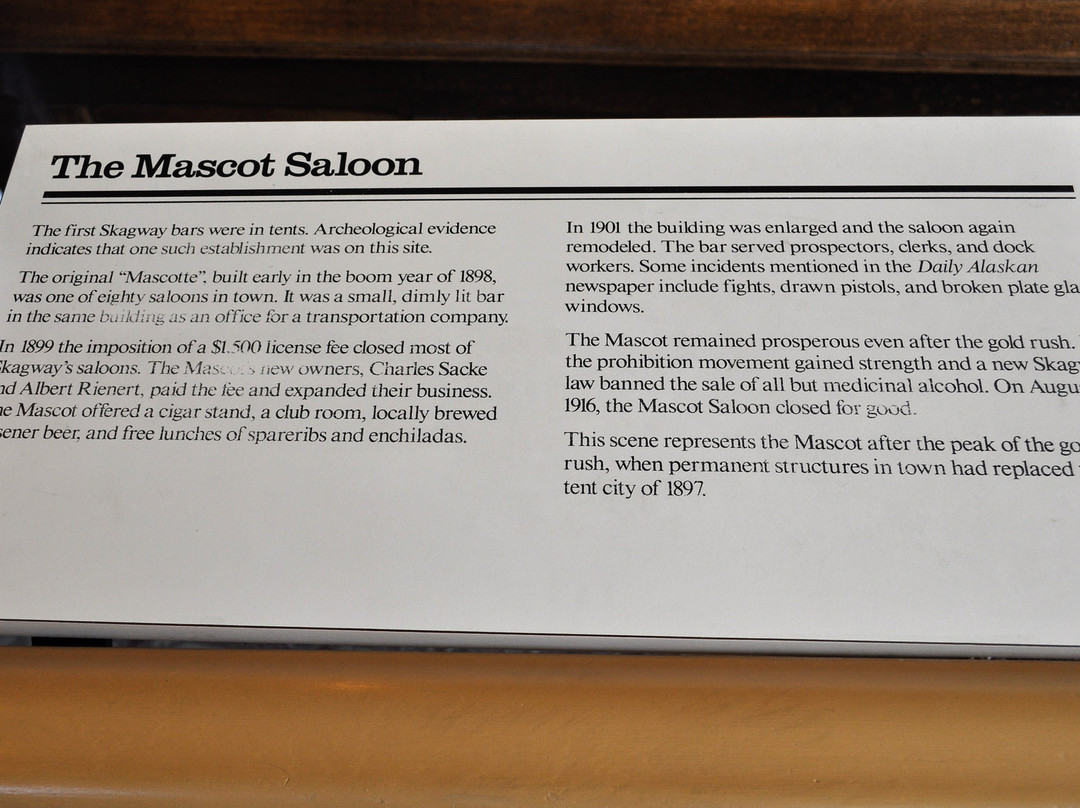 The Mascot Saloon
The first Skagway bars were in tents. Archeological evidence
indicates that one such establishment was on this site.
The original “Mascotte”, built early in the boom year of 1898,
was one of eighty saloons in town. It was a small, dimly lit bar
in the same building as an office for a transportation company.
In 1899 the imposition of a $1,500 license fee closed most of
kagway's saloons. The new owners, Charles Sacke
nd Albert Rienert, paid the fee and expanded their business.
e Mascot offered a cigar stand, a club room, locally brewed
sener beer, and free lunches of spareribs and enchiladas.
In 1901 the building was enlarged and the saloon again
remodeled. The bar served prospectors, clerks, and dock
workers. Some incidents mentioned in the Daily Alaskan
newspaper include fights, drawn pistols, and broken plate gla
windows.
The Mascot remained prosperous even after the gold rush.
the prohibition movement gained strength and a new Skag
law banned the sale of all but medicinal alcohol. On Augu
1916, the Mascot Saloon closed for good.
This scene represents the Mascot after the peak of the go
rush, when permanent structures in town had replaced
tent city of 1897.